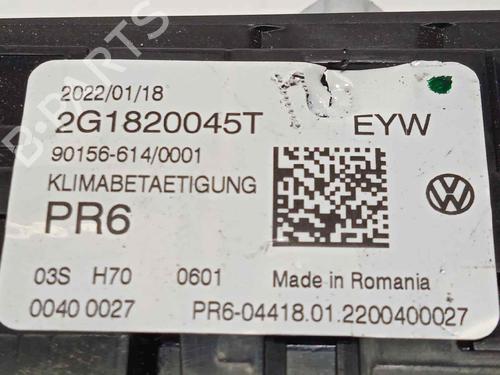 2022/01/18
2G1820045T EYW
90156-614/0001
KLIMABETAETIGUNG
PR6
03S H70 0601 Made in Romania
0040 0027 PR6-04418.01.2200400027
B-PARTS